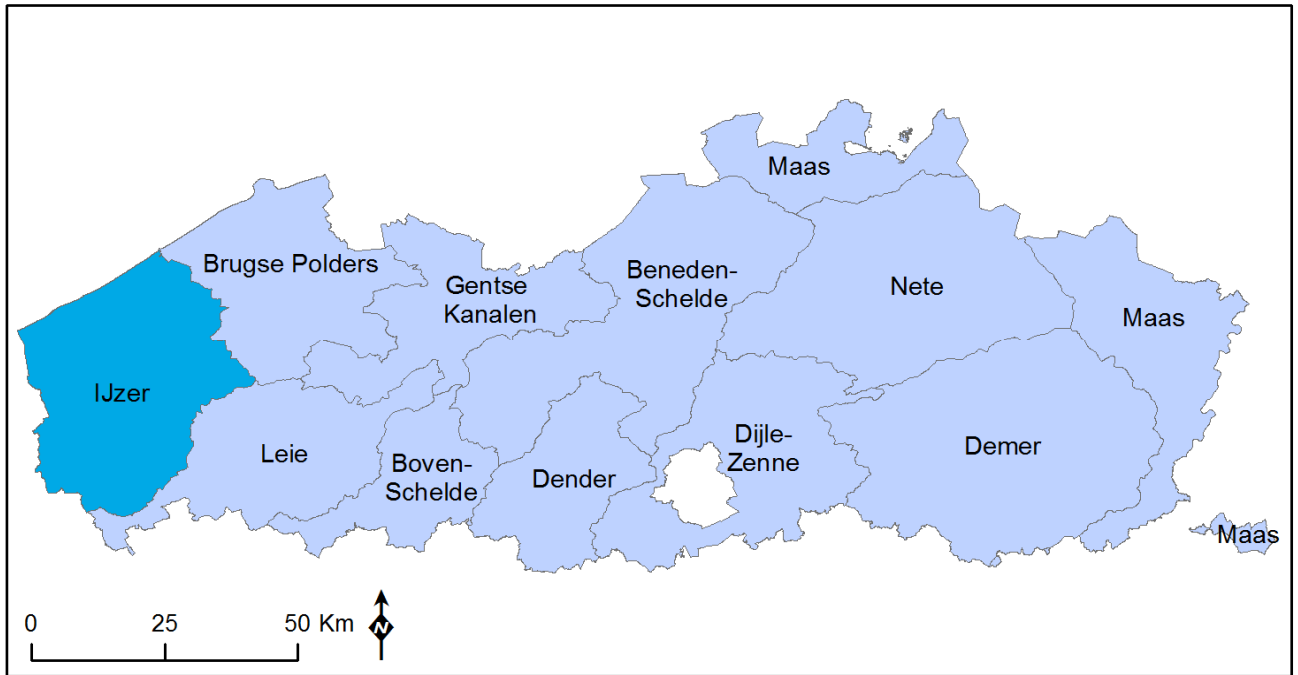 Maas
Brugse Polders
Gentse
Kanalen
Beneden-
Schelde
Nete
Maas
IJzer
Leie
Boven-
Schelde
Dender
Dijle-
Zenne
Demer
Maas
0 25 50 Km
N